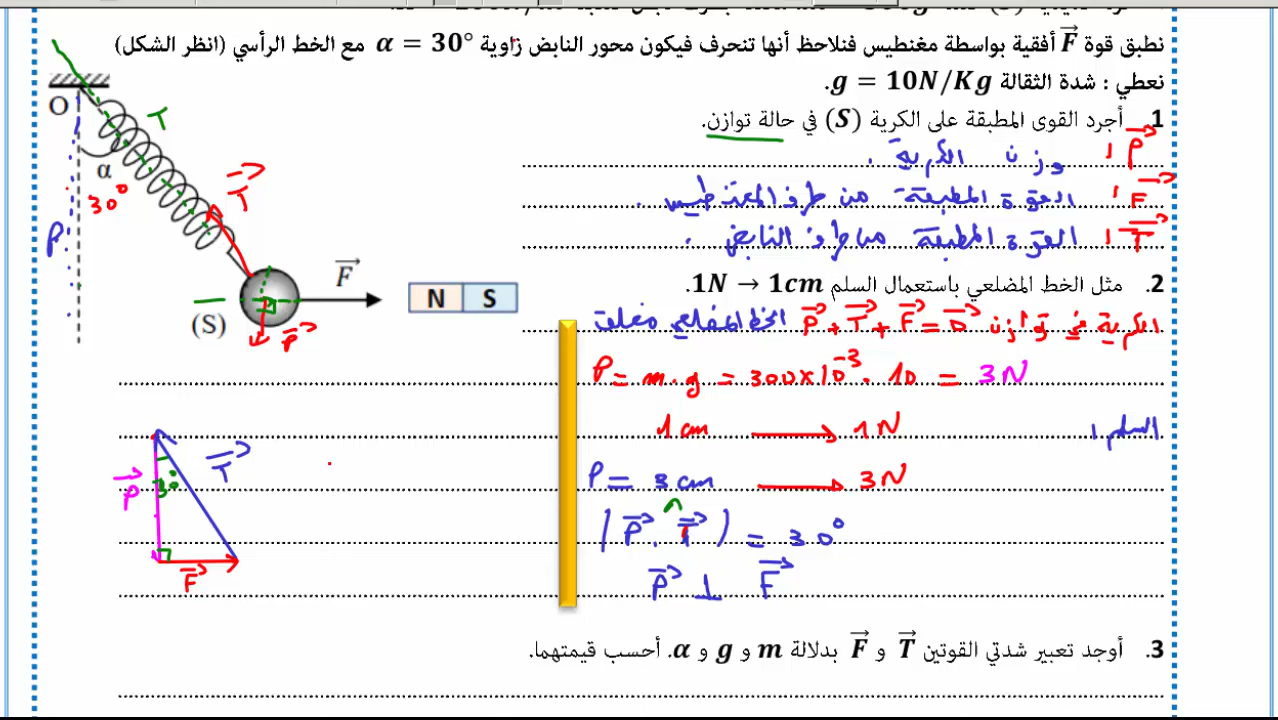 نطبق قوة F أفقية بواسطة مغنطيس فنلاحظ أنها تنحرف فيكون محور النابض زاوية α = 30° مع الخط الرأسي (انظر الشكل)
نعطي : شدة الثقالة g = 10N/Kg.
1. أجرد القوى المطبقة على الكرية (S) في حالة توازن.
P : وزن الكرية .
F : القوة المطبقة من طرف المغنطيس .
T : القوة المطبقة من طرف النابض .
O
T
α
30°
T
P
F
(S)
P
N S
2. مثل الخط المضلعي باستعمال السلم 1N → 1cm.
الكرية في توازن P + T + F = 0 الخط المضلعي مغلق
P = m.g = 300×10⁻³ . 10 = 3N
السلم : 1cm → 1N
P = 3cm → 3N
(P . T) = 30°
P ⊥ F
P
T
30°
F
3. أوجد تعبير شدتي القوتين T و F بدلالة m و g و α. أحسب قيمتهما.